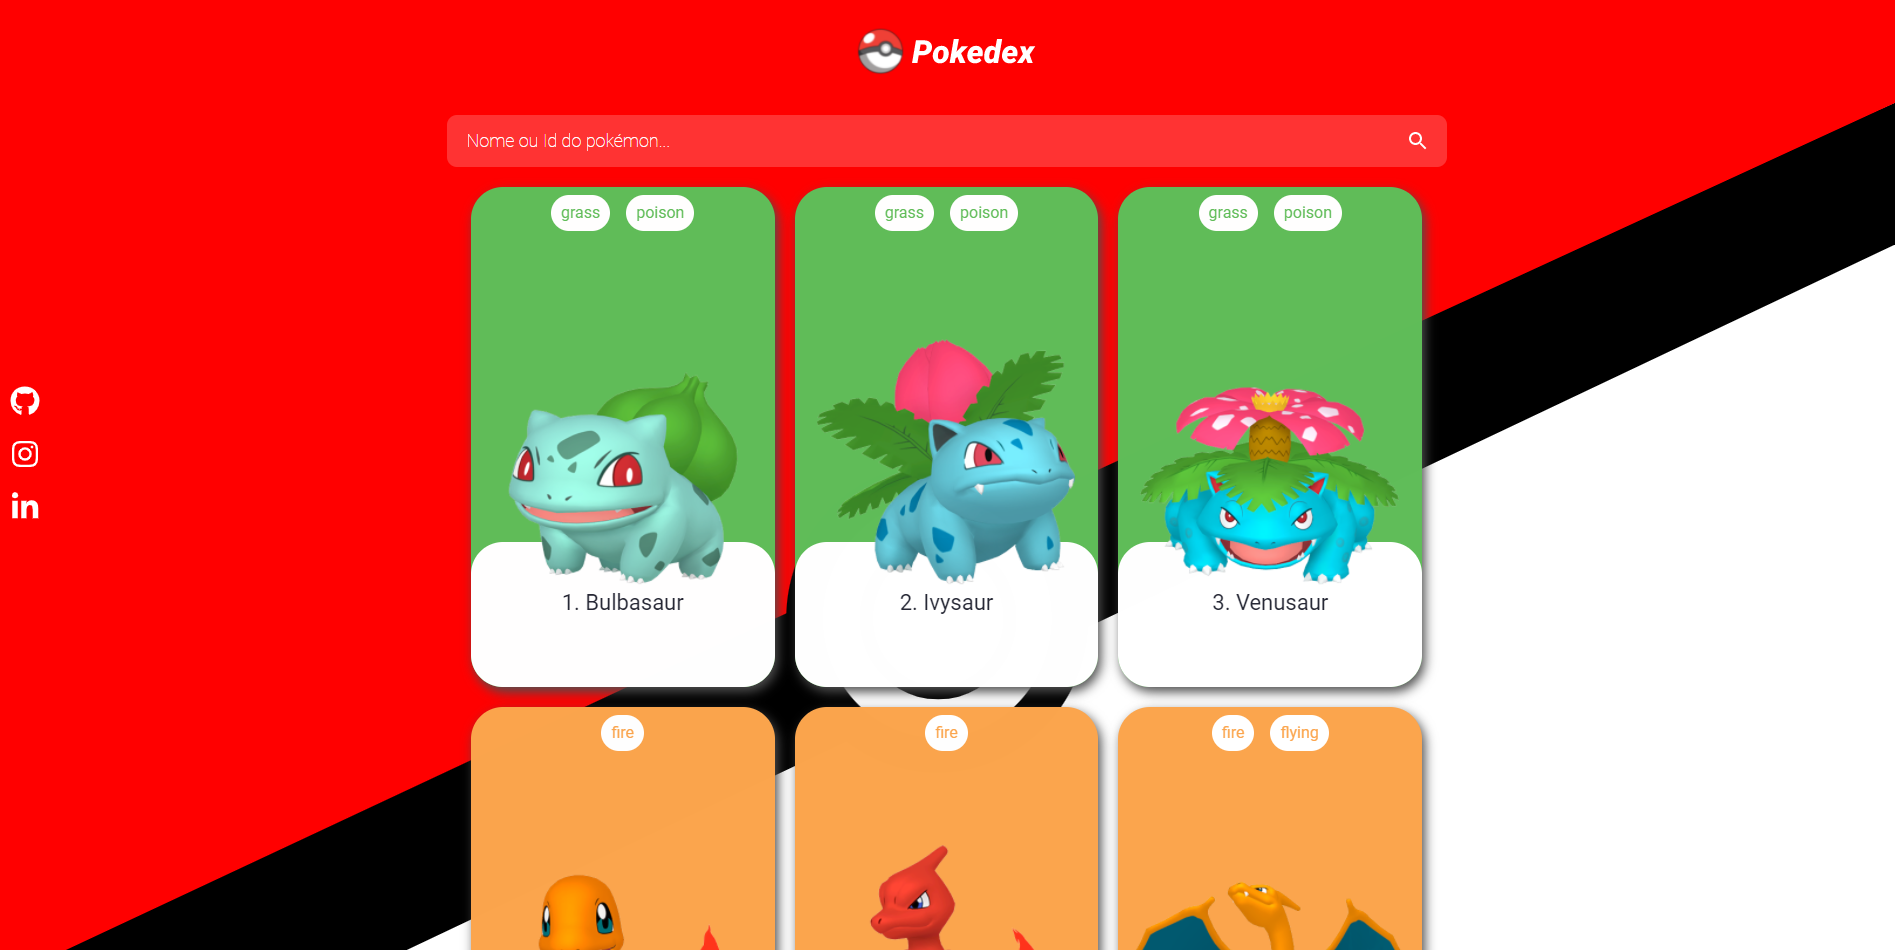 Pokedex
Nome ou Id do pokémon...
grass poison
grass poison
grass poison
1. Bulbasaur
2. Ivysaur
3. Venusaur
fire
fire
fire flying